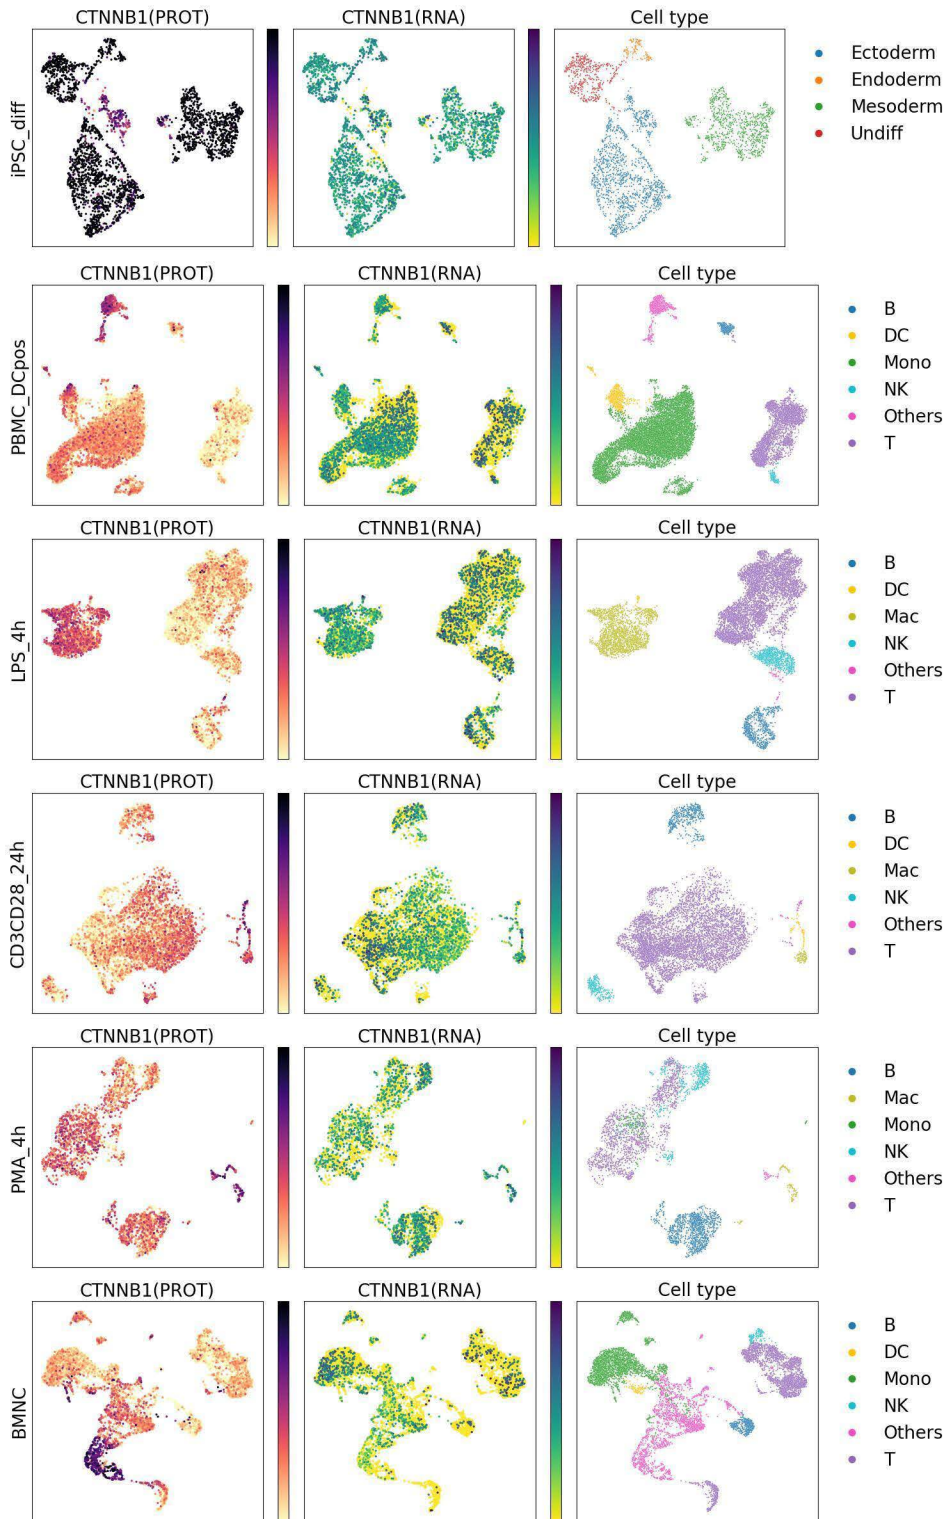 CTNNB1(PROT) CTNNB1(RNA) Cell type
iPSC_diff
Ectoderm
Endoderm
Mesoderm
Undiff
CTNNB1(PROT) CTNNB1(RNA) Cell type
PBMC_DCpos
B
DC
Mono
NK
Others
T
CTNNB1(PROT) CTNNB1(RNA) Cell type
LPS_4h
B
DC
Mac
NK
Others
T
CTNNB1(PROT) CTNNB1(RNA) Cell type
CD3CD28_24h
B
DC
Mac
NK
Others
T
CTNNB1(PROT) CTNNB1(RNA) Cell type
PMA_4h
B
Mac
Mono
NK
Others
T
CTNNB1(PROT) CTNNB1(RNA) Cell type
BMNC
B
DC
Mono
NK
Others
T